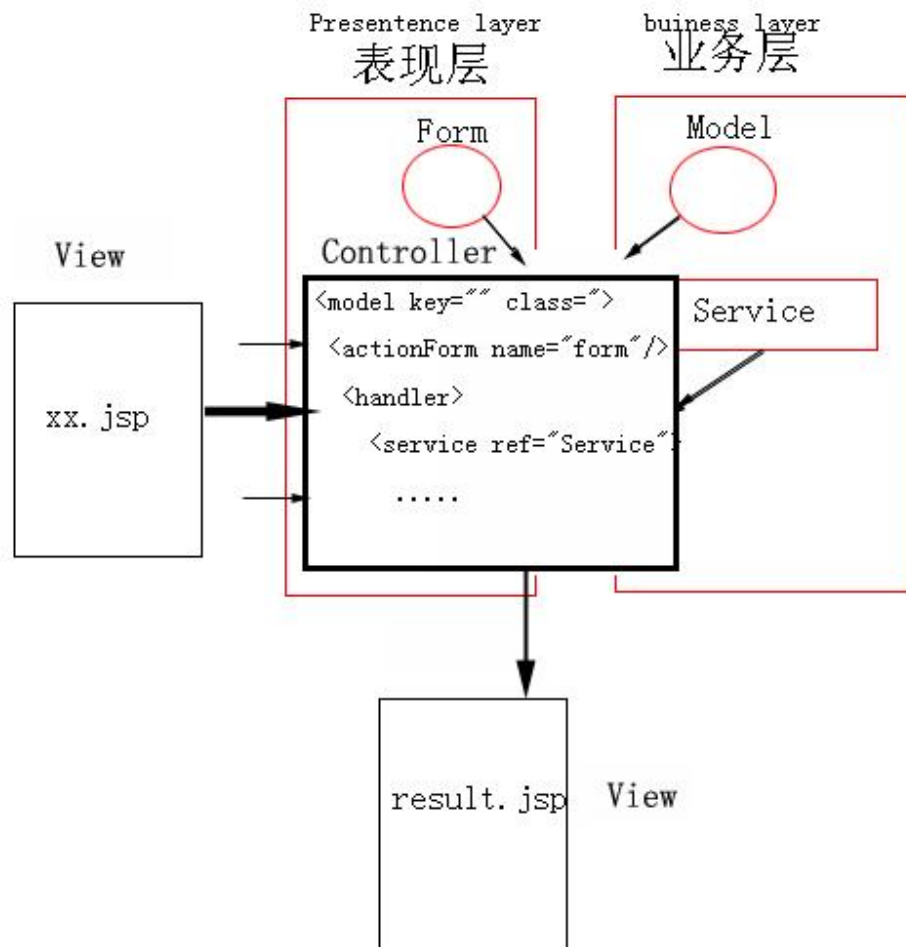 Presentence layer
buiness layer
表现层
业务层
Form
Model
View
Controller
<model key="" class=">
<actionForm name="form"/>
<handler>
<service ref="Service"
.....
Service
xx.jsp
result.jsp
View